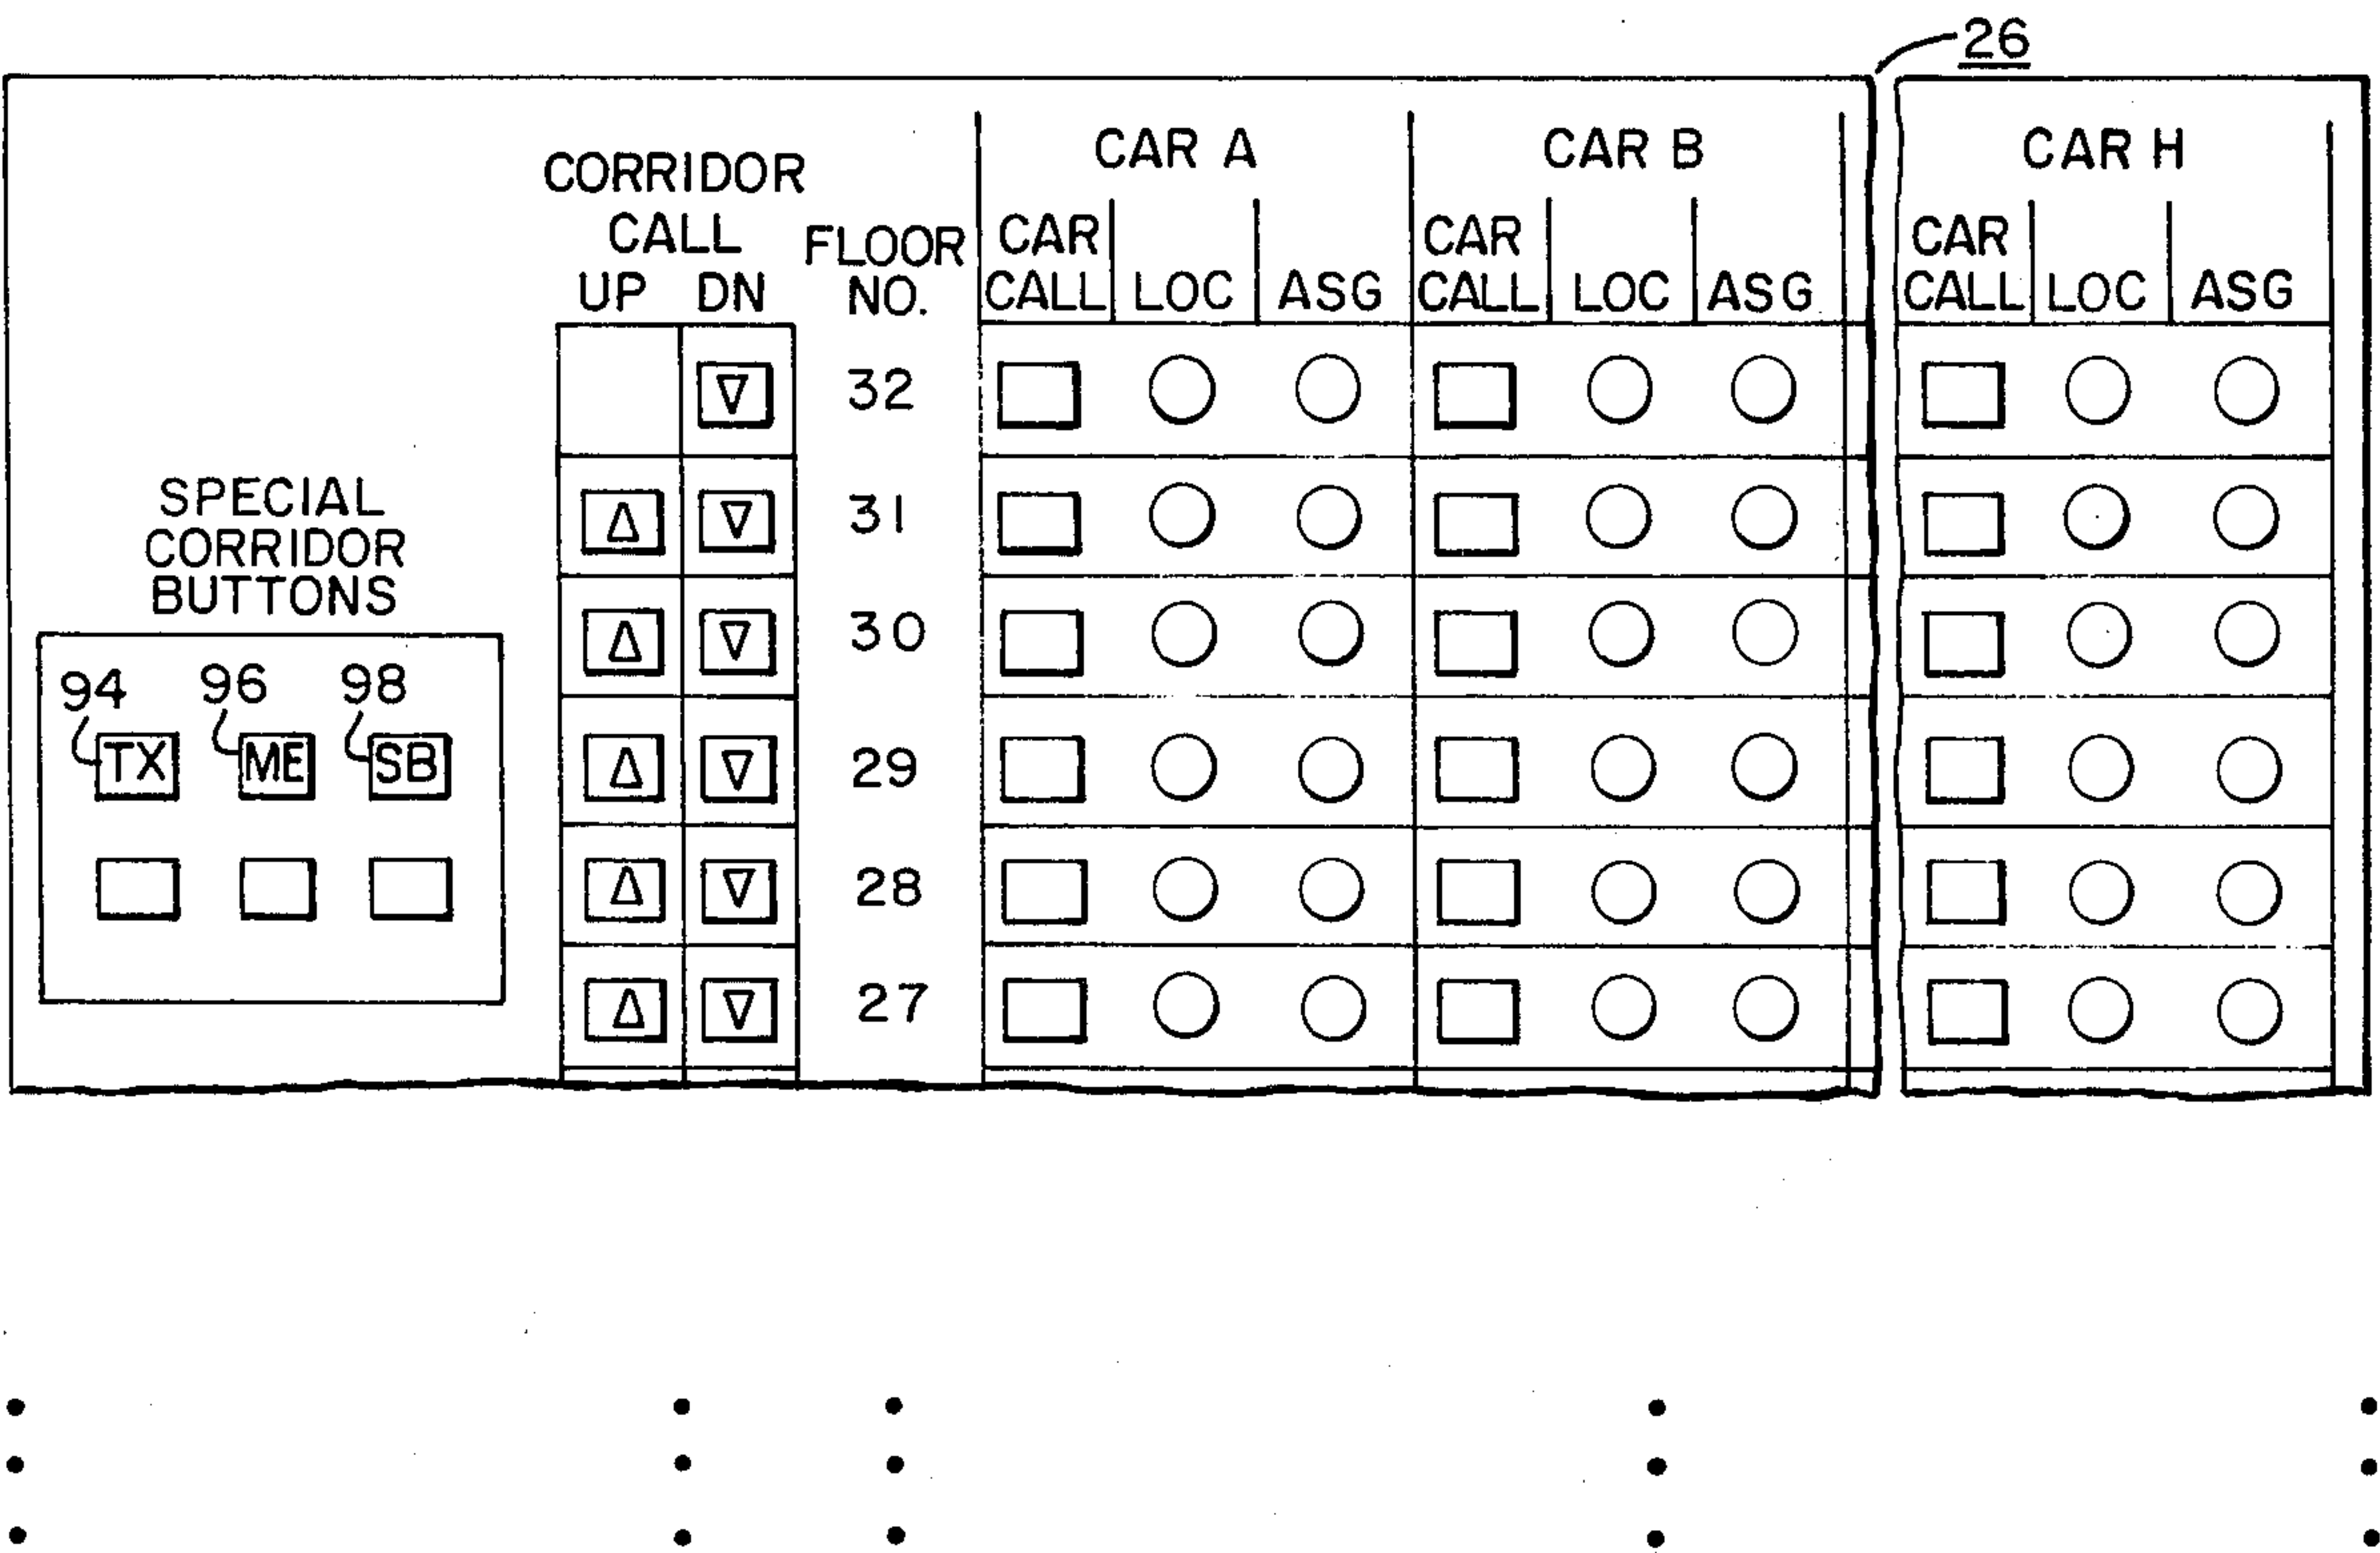 26
CAR A CAR B CAR H
CORRIDOR
CALL
UP DN
FLOOR
NO.
CAR
CALL LOC ASG
CAR
CALL LOC ASG
CAR
CALL LOC ASG
32
31
30
29
28
27
SPECIAL
CORRIDOR
BUTTONS
94 96 98
TX ME SB